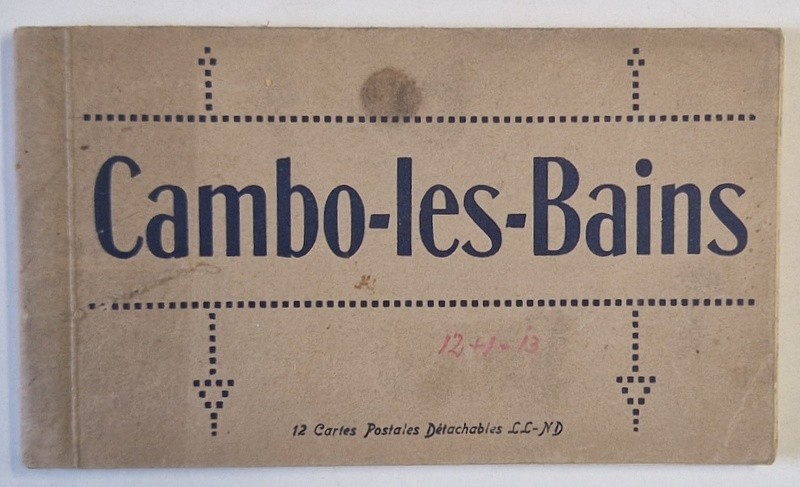 Cambo-les-Bains
12+1=13
12 Cartes Postales Détachables LL-ND